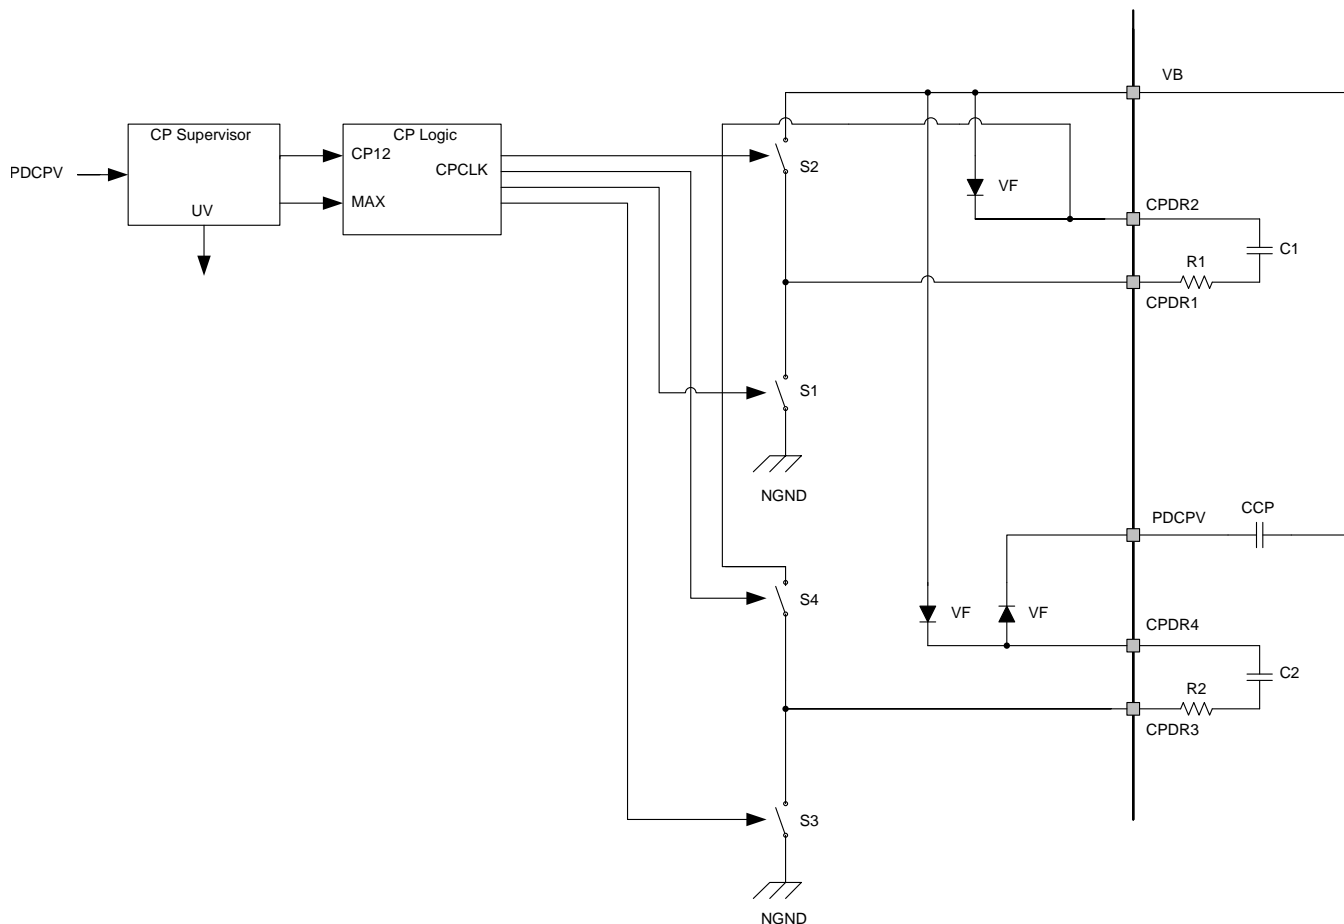 VB
CP Supervisor
CP Logic
PDCPV
CP12
CPCLK
S2
VF
MAX
UV
CPDR2
C1
R1
CPDR1
S1
NGND
PDCPV
CCP
S4
VF
VF
CPDR4
C2
R2
CPDR3
S3
NGND